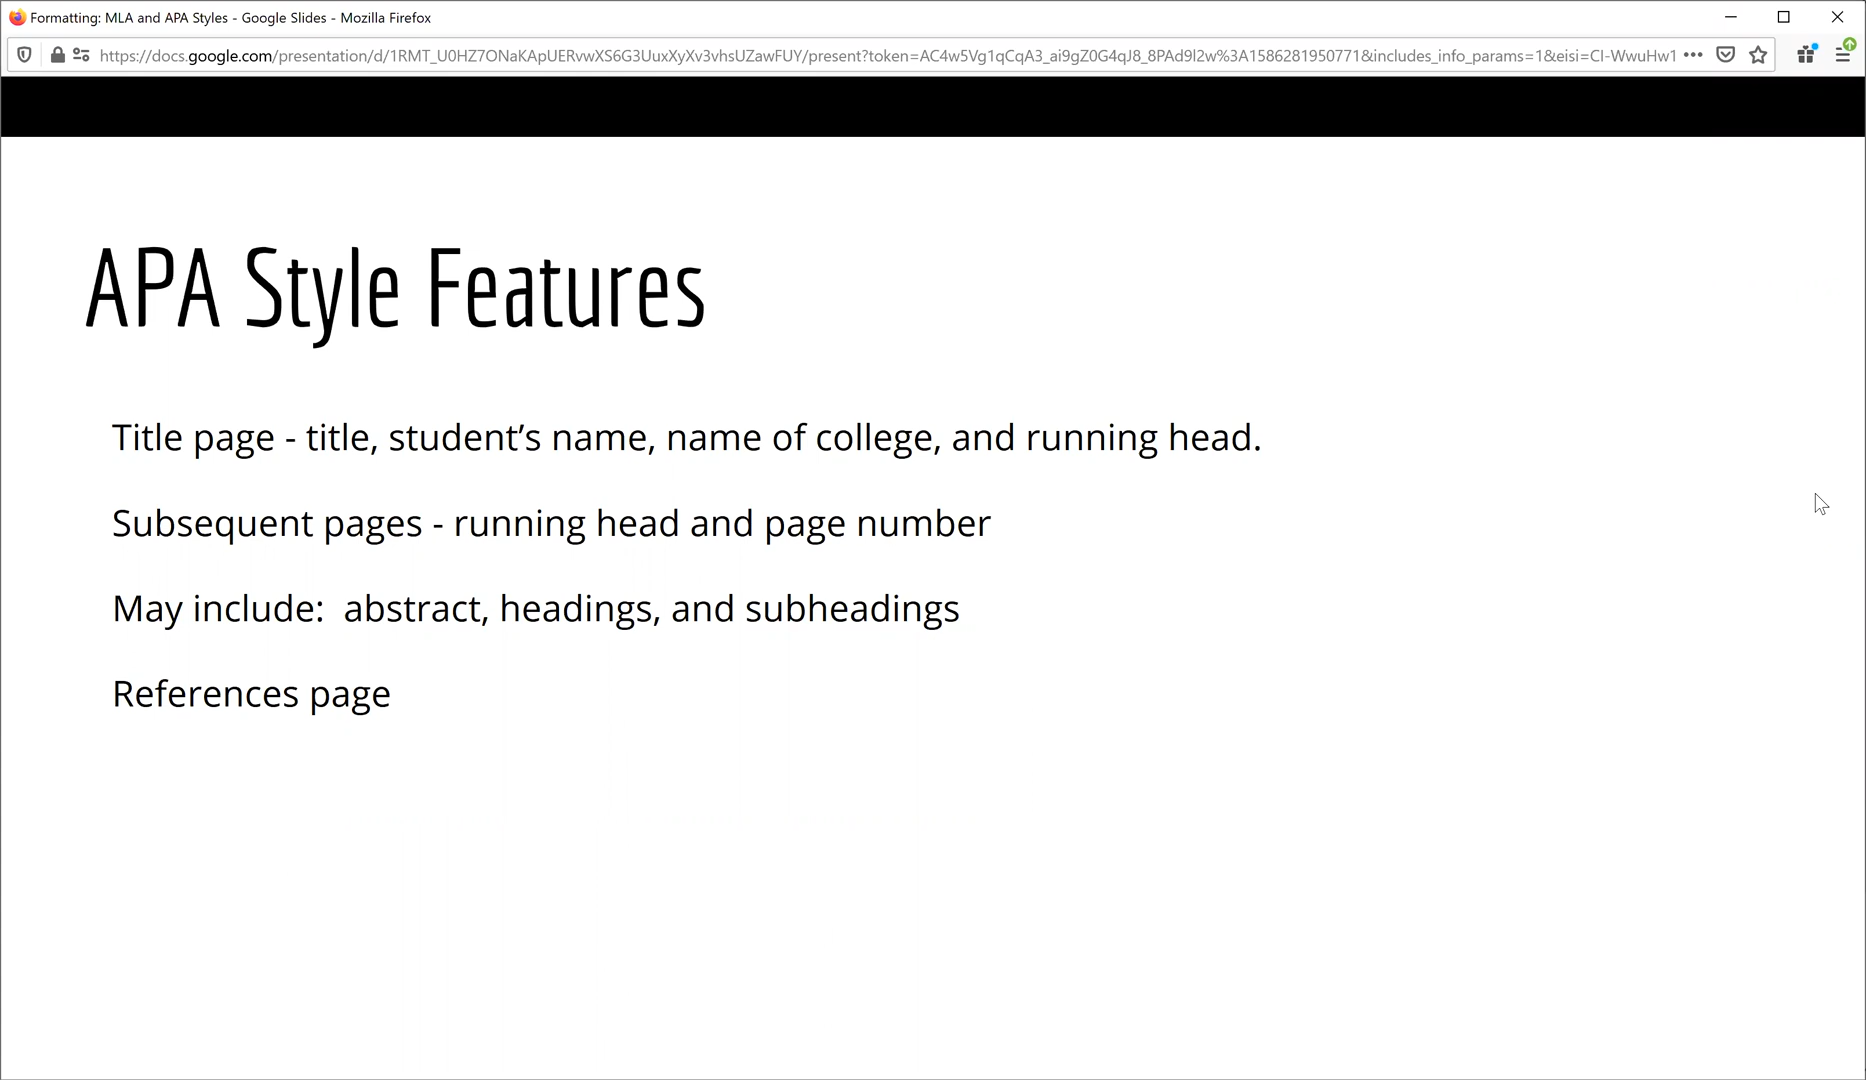 Formatting: MLA and APA Styles - Google Slides - Mozilla Firefox
https://docs.google.com/presentation/d/1RMT_U0HZ7ONaKApUERvwXS6G3UuxXyXv3vhsUZawFUY/present?token=AC4w5Vg1qCqA3_ai9gZ0G4qJ8_8PAd9l2w%3A1586281950771&includes_info_params=1&eisi=CI-WwuHw1
APA Style Features
Title page - title, student’s name, name of college, and running head.
Subsequent pages - running head and page number
May include:  abstract, headings, and subheadings
References page